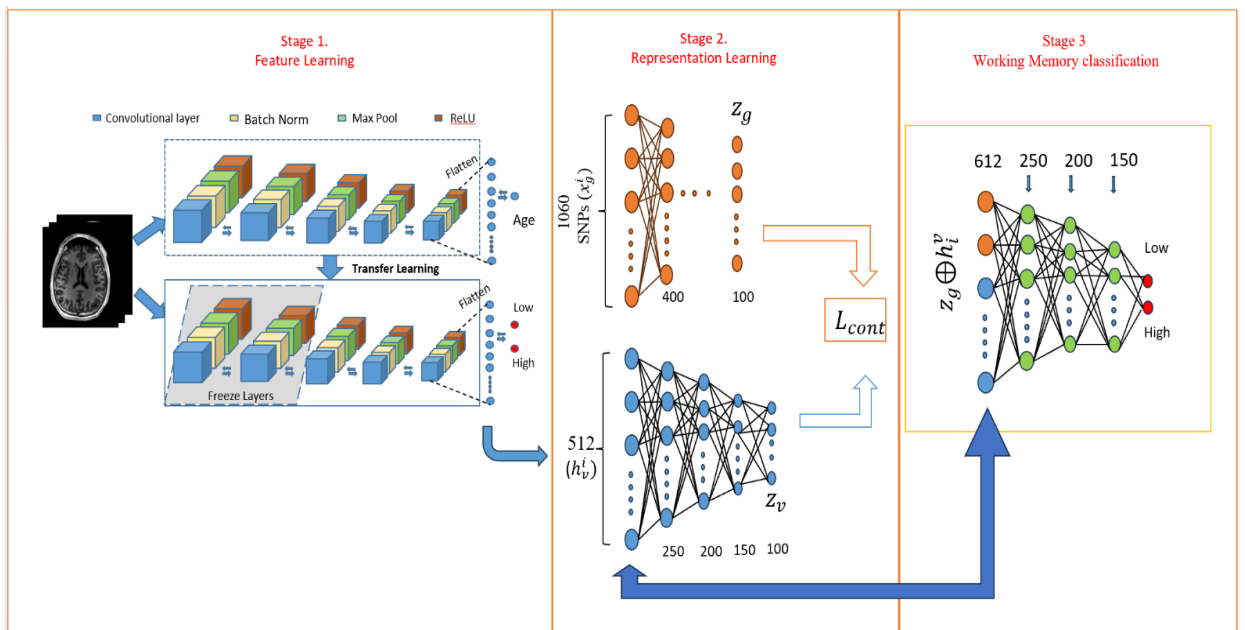 Stage 1.
Feature Learning
Convolutional layer
Batch Norm
Max Pool
ReLU
Flatten
Age
Transfer Learning
Flatten
Low
High
Freeze Layers
Stage 2.
Representation Learning
z_g
1060
SNPs (x_g^i)
400
100
L_cont
512
(h_v^i)
z_v
250
200
150
100
Stage 3
Working Memory classification
612
250
200
150
z_g⊕h_i^v
Low
High